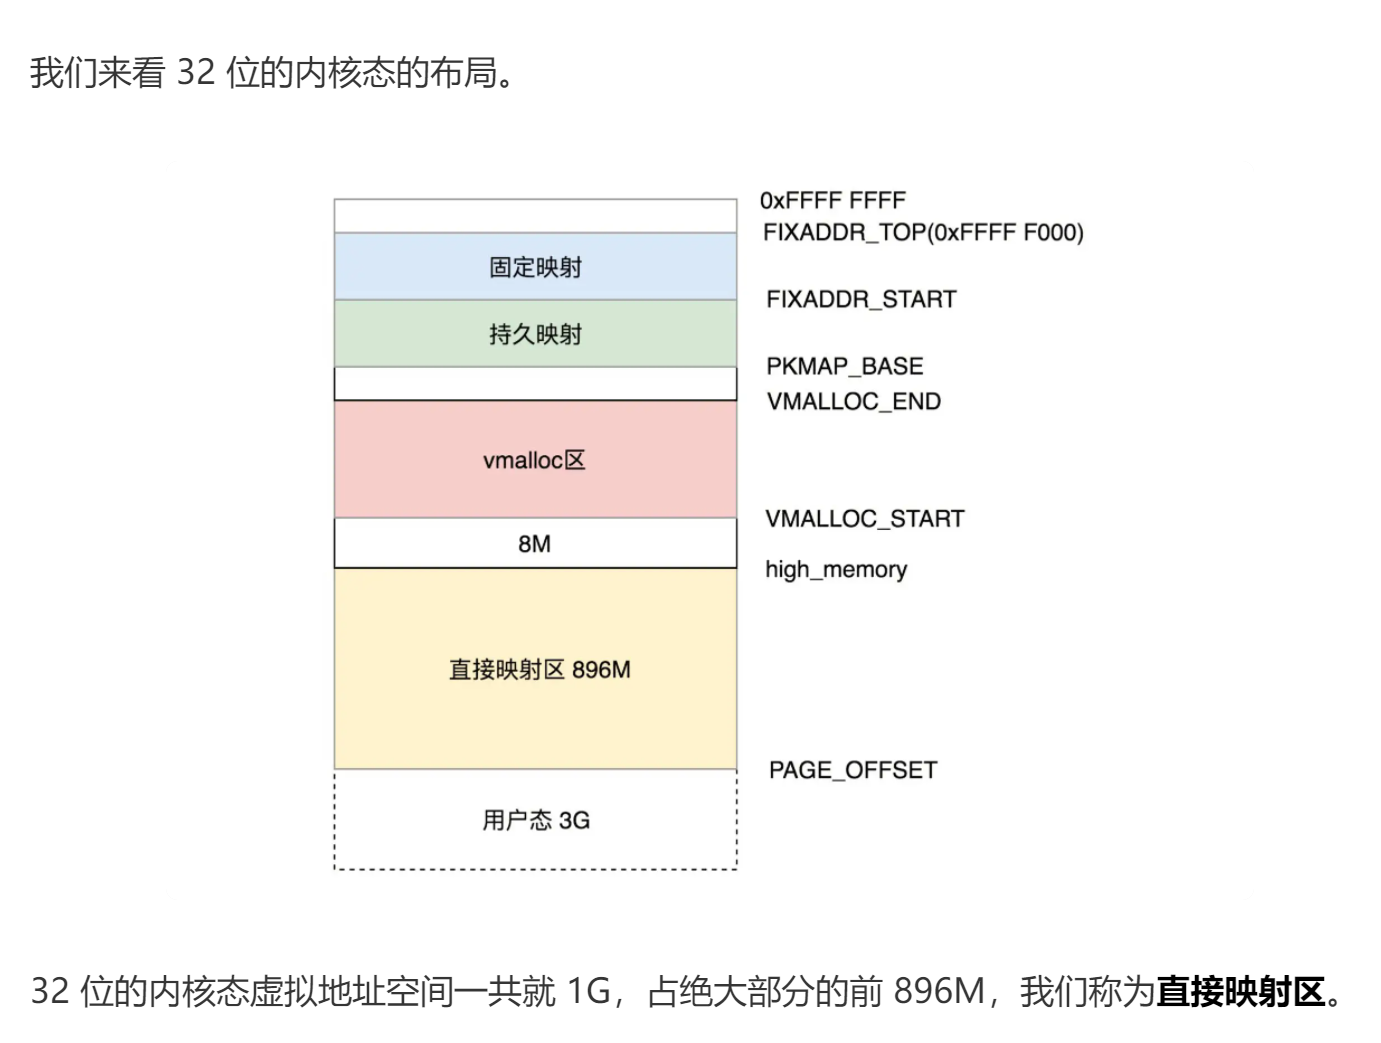 我们来看 32 位的内核态的布局。
0xFFFF FFFF
FIXADDR_TOP(0xFFFF F000)
固定映射
FIXADDR_START
持久映射
PKMAP_BASE
VMALLOC_END
vmalloc区
VMALLOC_START
8M
high_memory
直接映射区 896M
PAGE_OFFSET
用户态 3G
32 位的内核态虚拟地址空间一共就 1G，占绝大部分的前 896M，我们称为直接映射区。